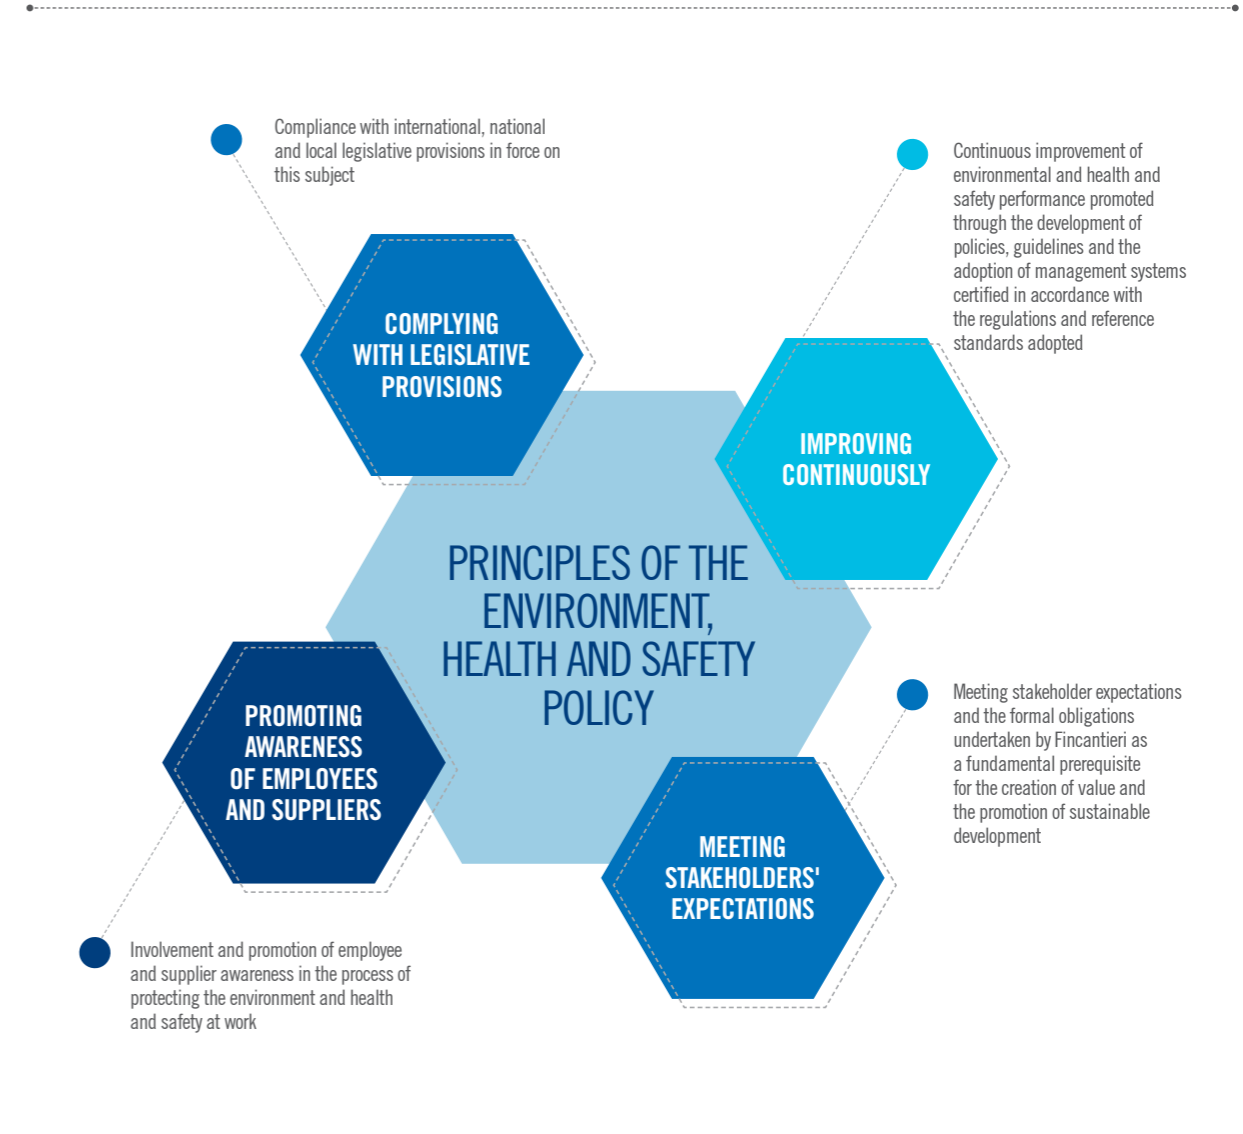 Compliance with international, national
and local legislative provisions in force on
this subject
COMPLYING
WITH LEGISLATIVE
PROVISIONS
Continuous improvement of
environmental and health and
safety performance promoted
through the development of
policies, guidelines and the
adoption of management systems
certified in accordance with
the regulations and reference
standards adopted
IMPROVING
CONTINUOUSLY
PRINCIPLES OF THE
ENVIRONMENT,
HEALTH AND SAFETY
POLICY
PROMOTING
AWARENESS
OF EMPLOYEES
AND SUPPLIERS
Involvement and promotion of employee
and supplier awareness in the process of
protecting the environment and health
and safety at work
MEETING
STAKEHOLDERS'
EXPECTATIONS
Meeting stakeholder expectations
and the formal obligations
undertaken by Fincantieri as
a fundamental prerequisite
for the creation of value and
the promotion of sustainable
development